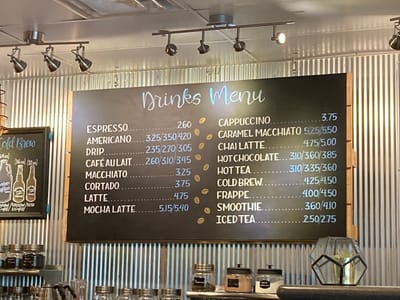 Drinks Menu
ESPRESSO 2.60
AMERICANO 3.25/3.50/4.20
DRIP 2.35/2.70/3.05
CAFÉ AU LAIT 2.60/3.10/3.45
MACCHIATO 3.25
CORTADO 3.75
LATTE 4.75
MOCHA LATTE 5.15/5.40
CAPPUCCINO 3.75
CARAMEL MACCHIATO 5.25/5.50
CHAI LATTE 4.75/5.00
HOT CHOCOLATE 3.10/3.60/3.85
HOT TEA 3.10/3.35/3.60
COLD BREW 4.25/4.50
FRAPPE 4.00/4.50
SMOOTHIE 3.60/4.10
ICED TEA 2.50/2.75
Cold Brew